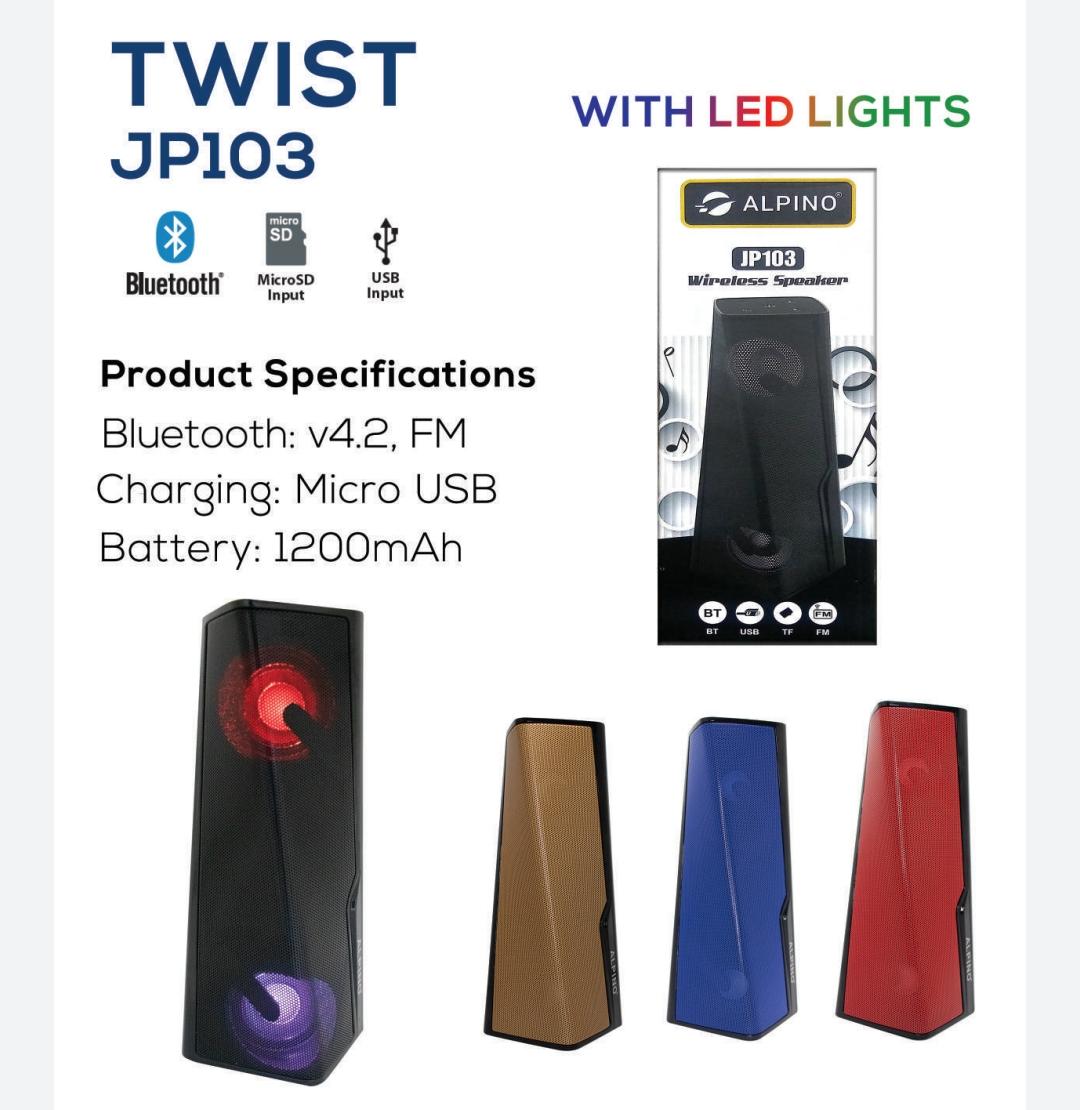 TWIST
JP103
WITH LED LIGHTS
Bluetooth®
micro
SD
MicroSD
Input
USB
Input
ALPINO®
JP103
Wireless Speaker
Product Specifications
Bluetooth: v4.2, FM
Charging: Micro USB
Battery: 1200mAh
BT
FM
BT USB TF FM
ALPINO
ALPINO
ALPINO
ALPINO